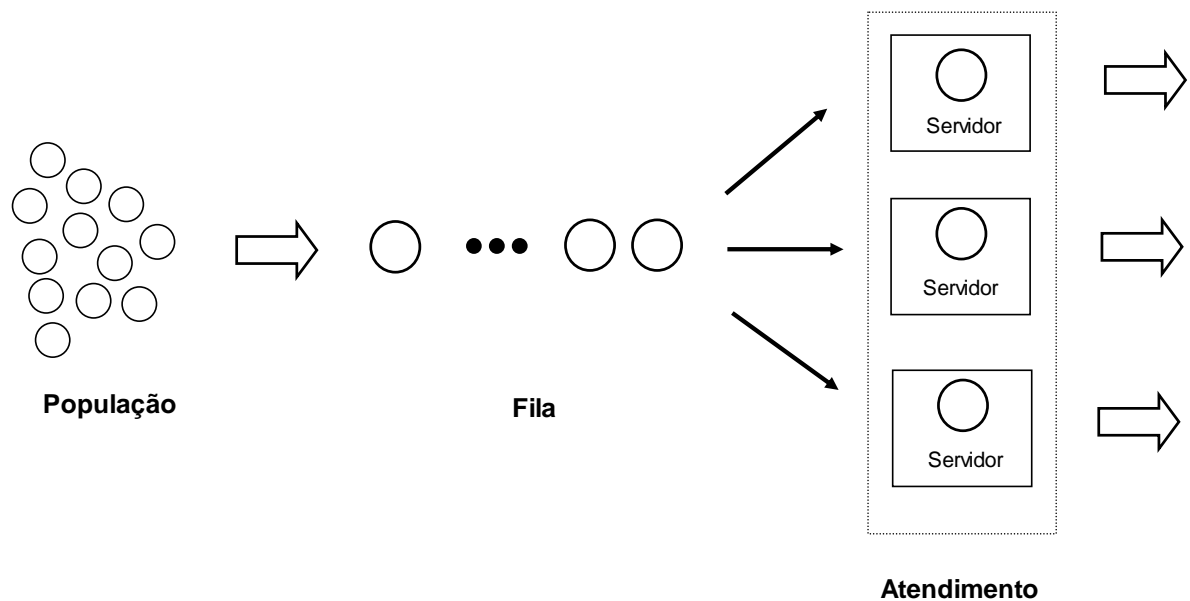 Servidor
Servidor
Servidor
População
Fila
Atendimento